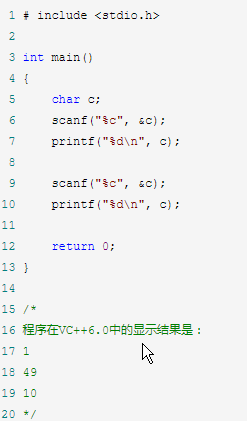 1 # include <stdio.h>
2
3 int main()
4 {
5 char c;
6 scanf("%c", &c);
7 printf("%d\n", c);
8
9 scanf("%c", &c);
10 printf("%d\n", c);
11
12 return 0;
13 }
14
15 /*
16 程序在VC++6.0中的显示结果是：
17 1
18 49
19 10
20 */